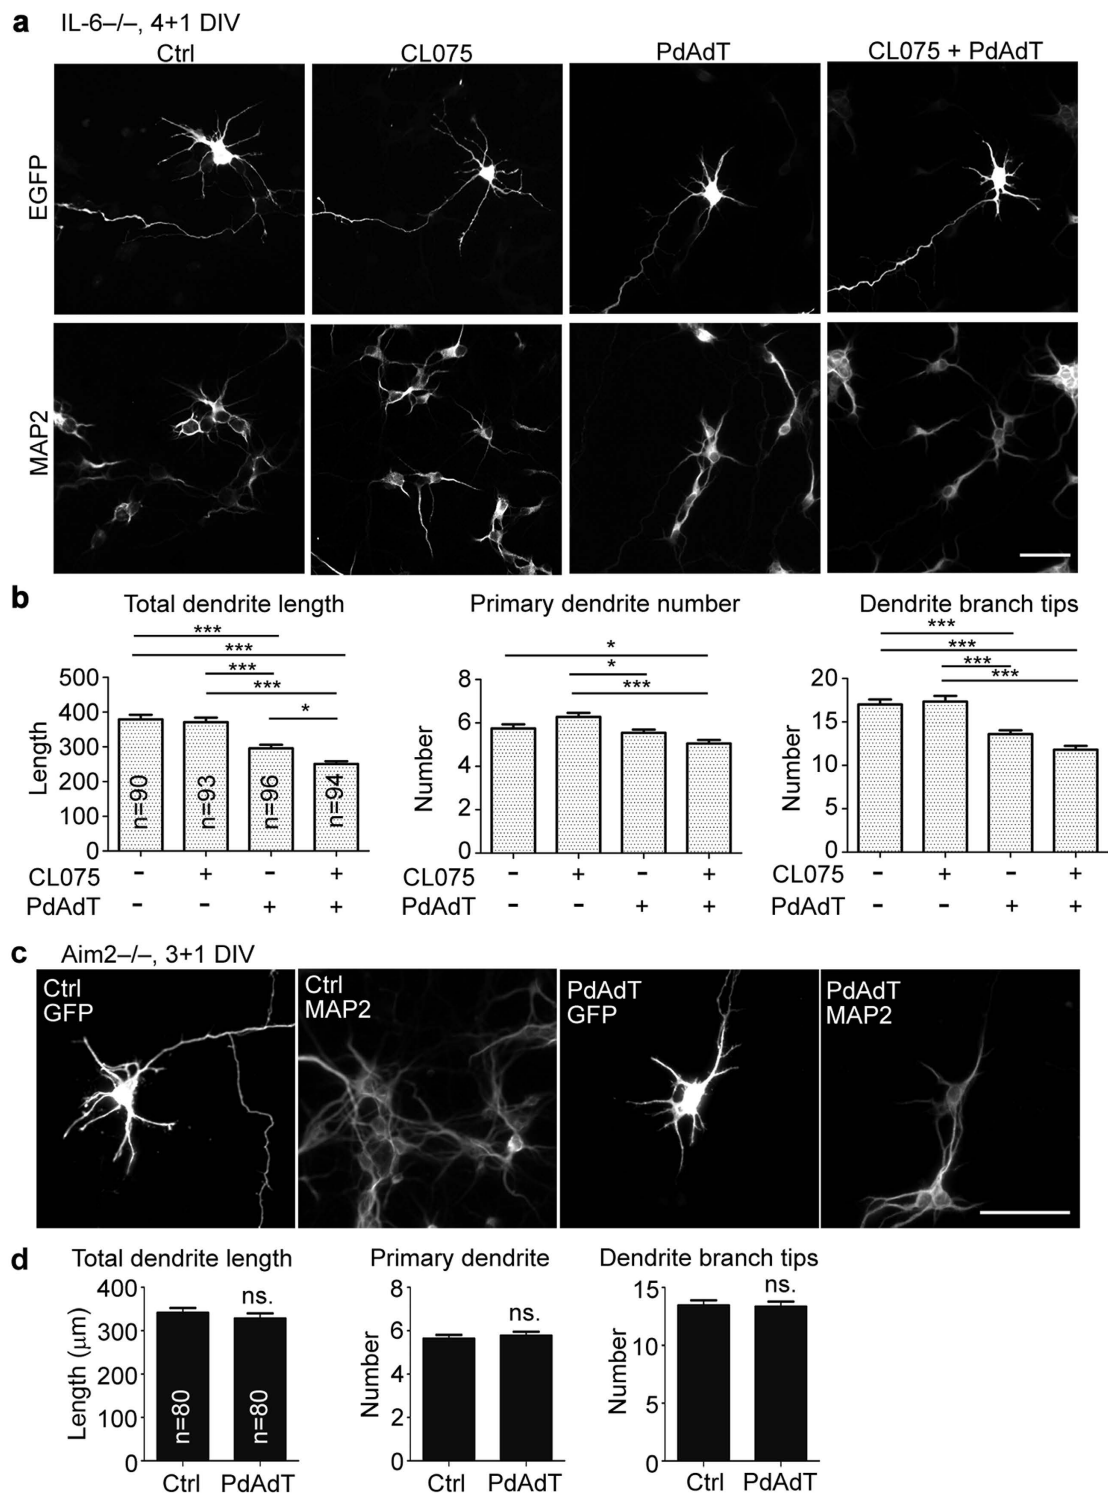 a IL-6–/–, 4+1 DIV
Ctrl CL075 PdAdT CL075 + PdAdT
EGFP
MAP2
b Total dendrite length Primary dendrite number Dendrite branch tips
*** *** *** *** *
* * ***
*** *** *** ***
Length
500
400
300
200
100
0
n=90 n=93 n=96 n=94
Number
8
6
4
2
0
Number
20
15
10
5
0
CL075 - + - + CL075 - + - + CL075 - + - +
PdAdT - - + + PdAdT - - + + PdAdT - - + +
c Aim2–/–, 3+1 DIV
Ctrl
GFP
Ctrl
MAP2
PdAdT
GFP
PdAdT
MAP2
d Total dendrite length Primary dendrite Dendrite branch tips
Length (µm)
400
300
200
100
0
n=80 n=80
ns.
Ctrl PdAdT
Number
8
6
4
2
0
ns.
Ctrl PdAdT
Number
15
10
5
0
ns.
Ctrl PdAdT